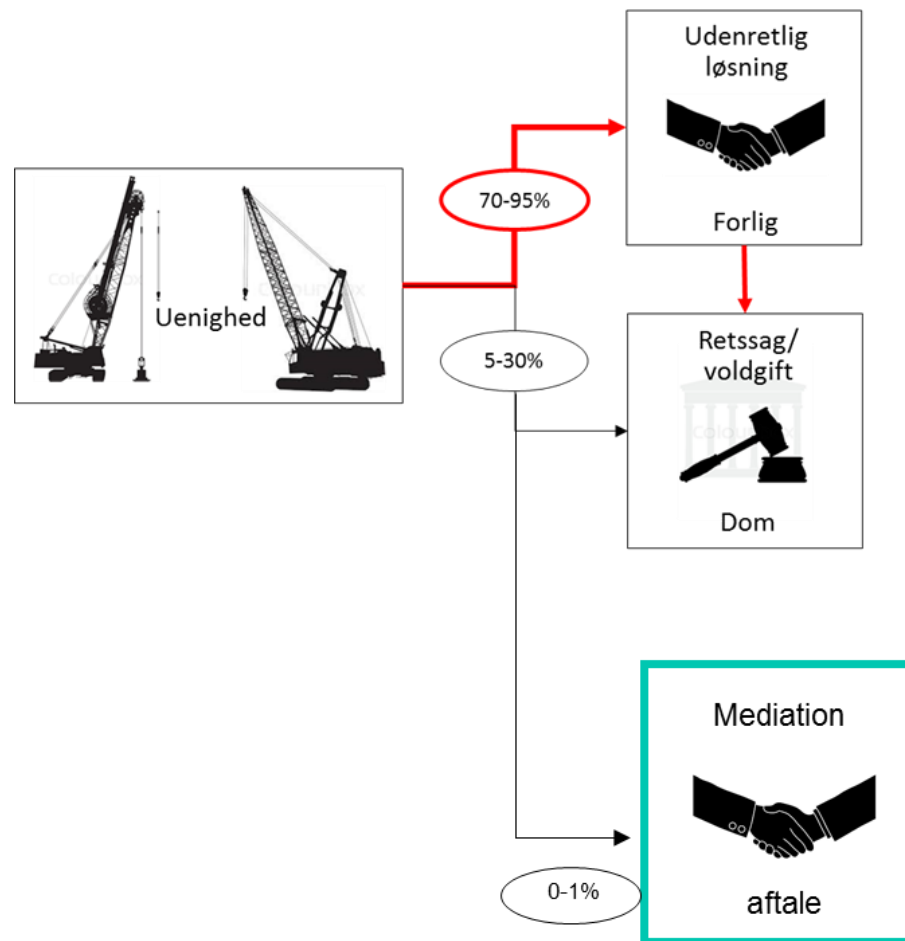 Udenretlig
løsning
Forlig
70-95%
Uenighed
5-30%
Retssag/
voldgift
Dom
Mediation
aftale
0-1%